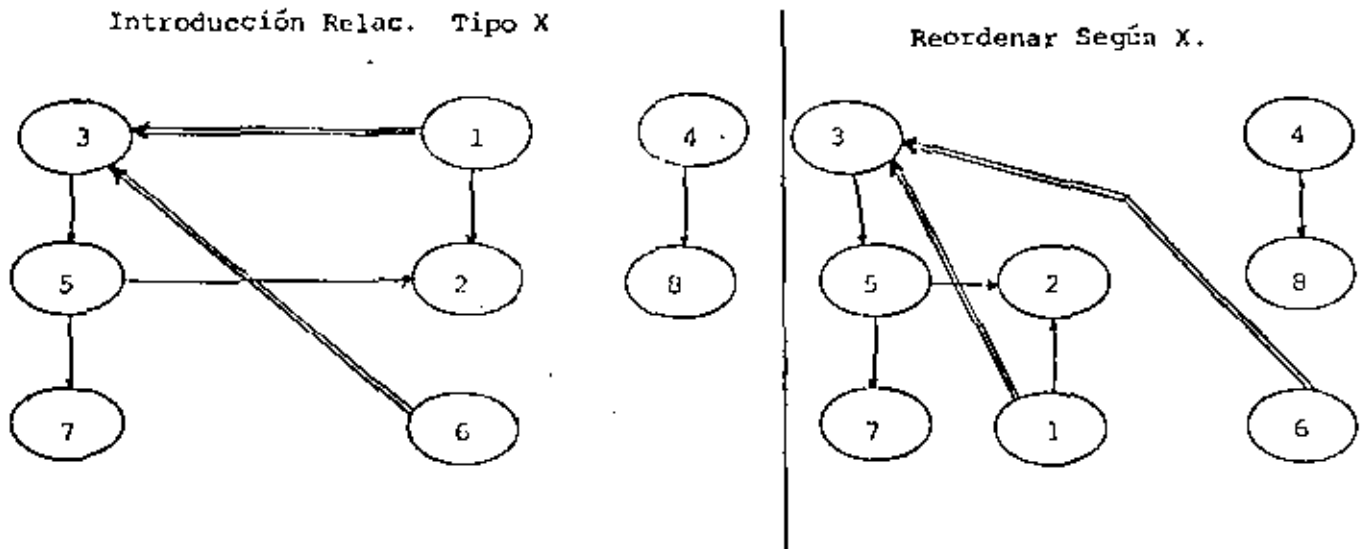 Introducción Relac. Tipo X
3 1 4
5 2 8
7 6
Reordenar Según X.
3 4
5 2 8
7 1 6